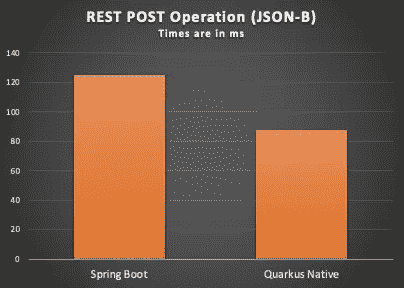 REST POST Operation (JSON-B)
Times are in ms
140
120
100
80
60
40
20
0
Spring Boot
Quarkus Native